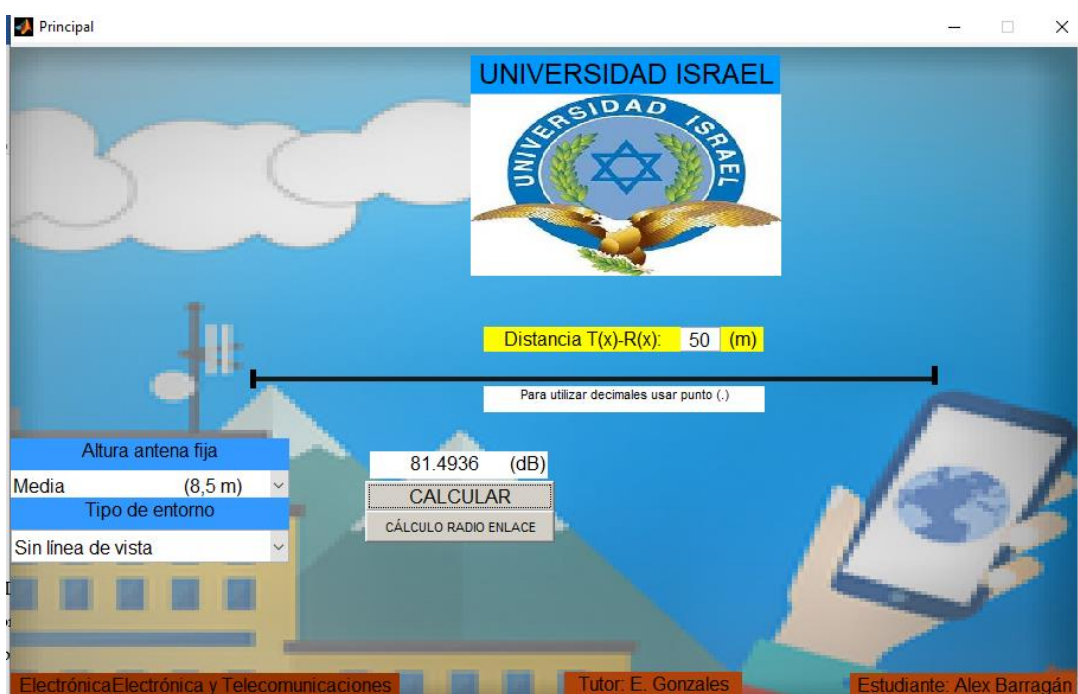 Principal
UNIVERSIDAD ISRAEL
UNIVERSIDAD ISRAEL
Distancia T(x)-R(x): 50 (m)
Para utilizar decimales usar punto (.)
Altura antena fija
Media (8,5 m)
Tipo de entorno
Sin línea de vista
81.4936 (dB)
CALCULAR
CÁLCULO RADIO ENLACE
ElectrónicaElectrónica y Telecomunicaciones
Tutor: E. Gonzales
Estudiante: Alex Barragán